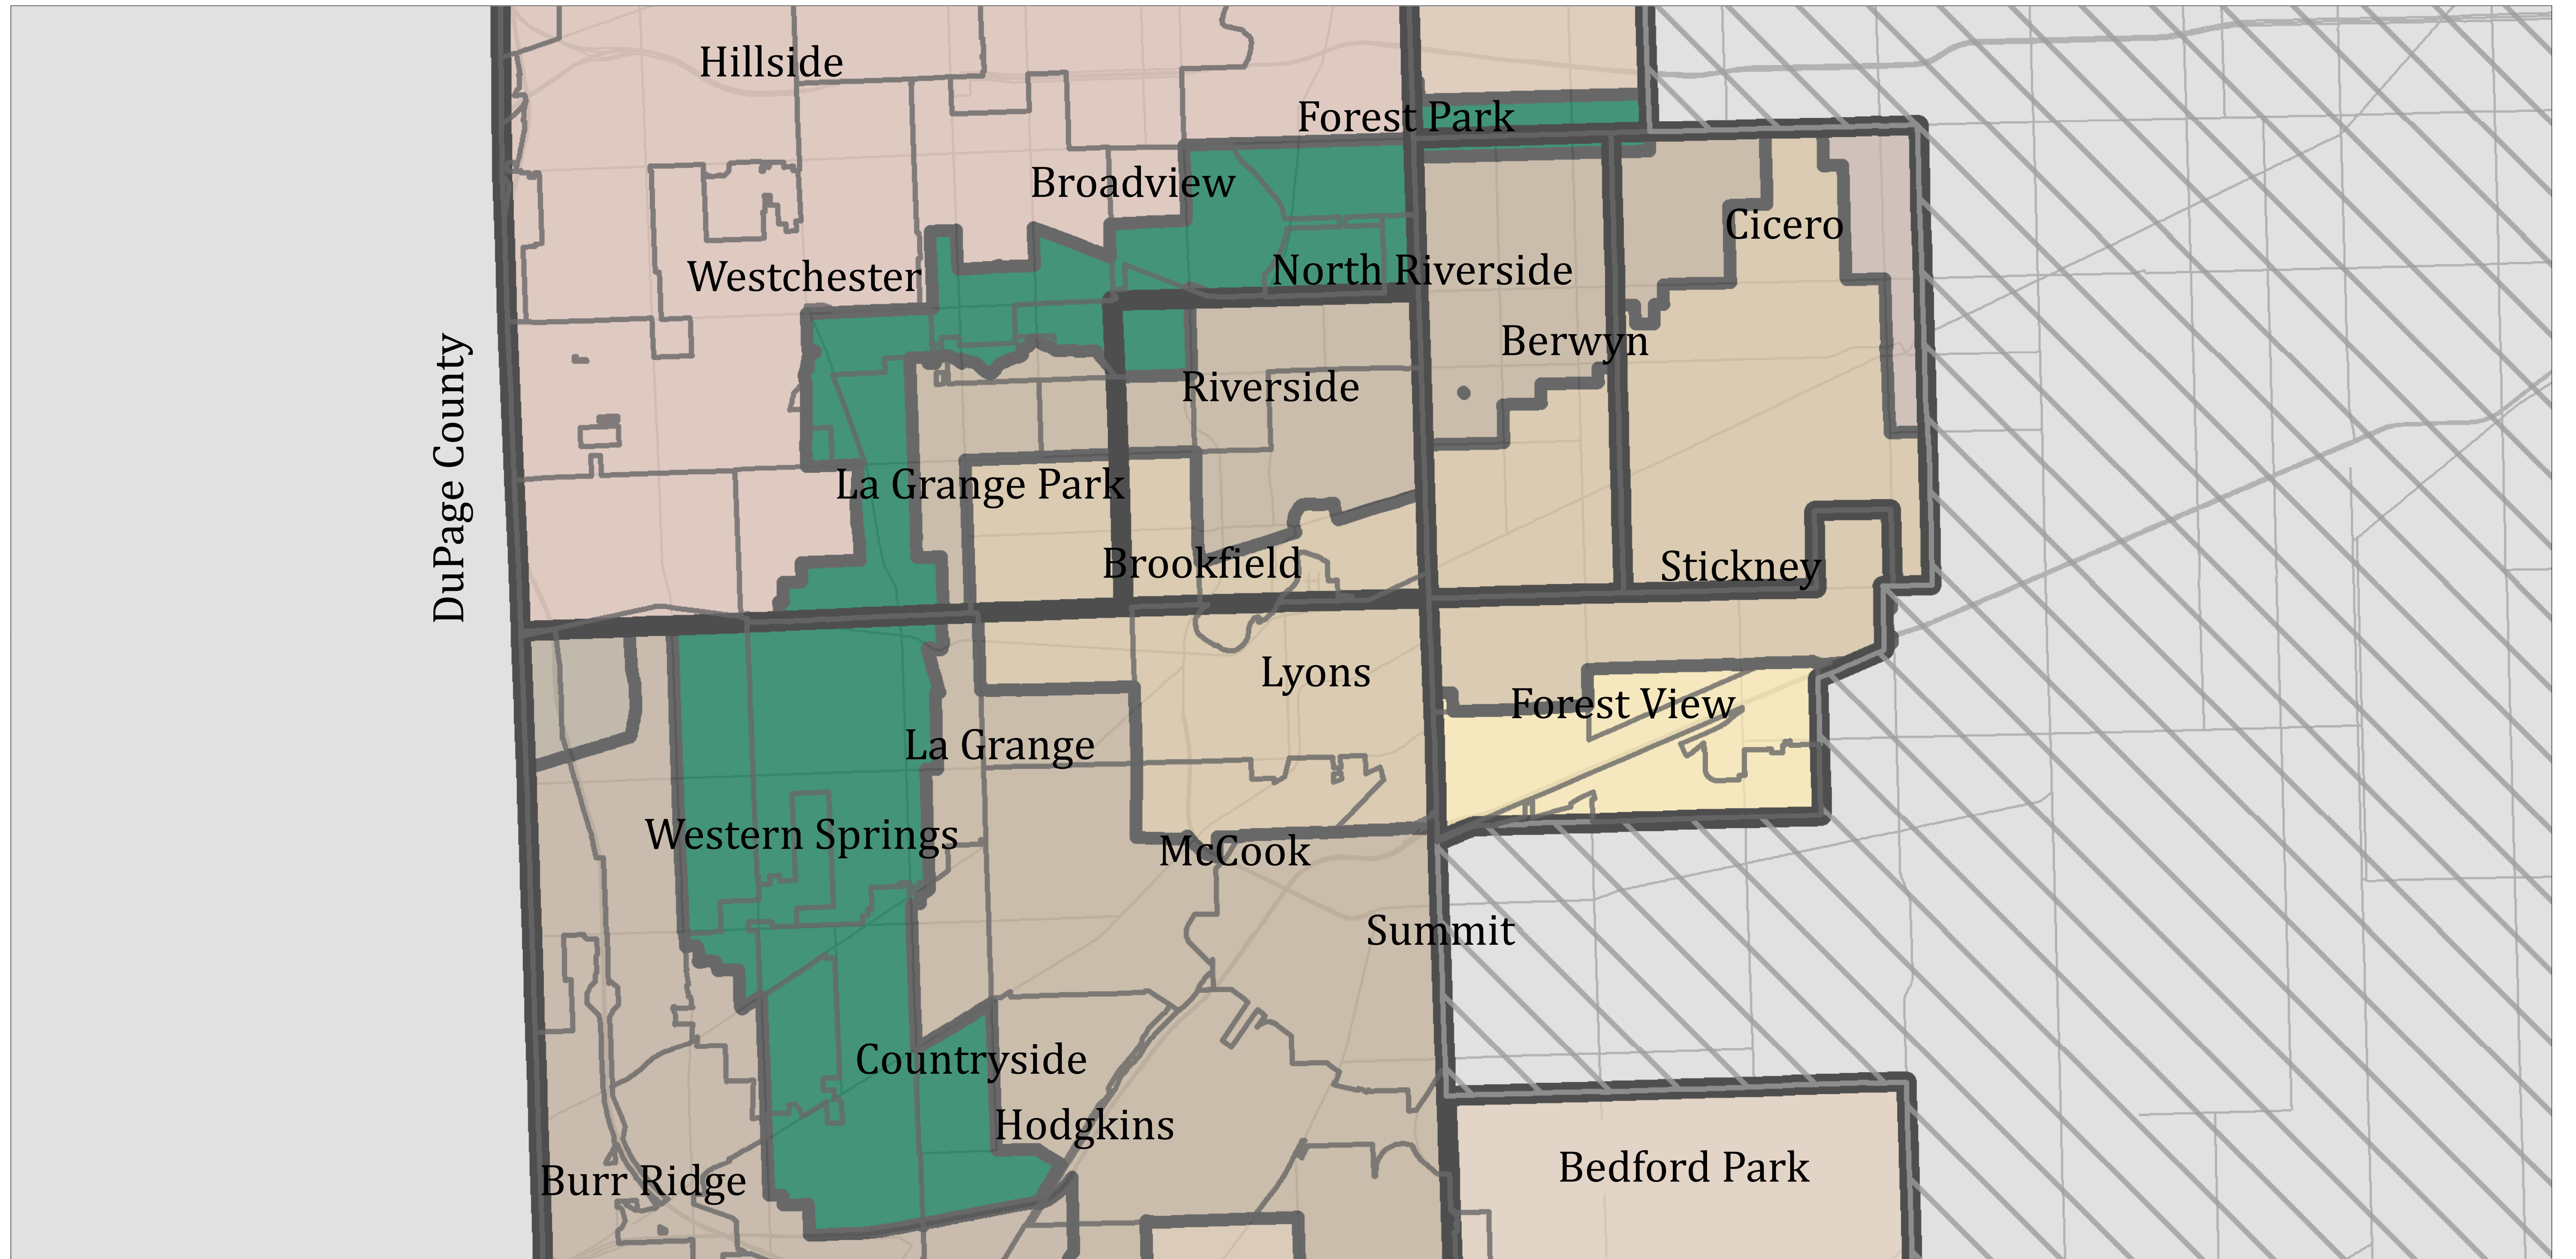 Hillside
Forest Park
Broadview
Cicero
Westchester
North Riverside
Berwyn
Riverside
DuPage County
La Grange Park
Brookfield
Stickney
Lyons
Forest View
La Grange
Western Springs
McCook
Summit
Countryside
Hodgkins
Bedford Park
Burr Ridge